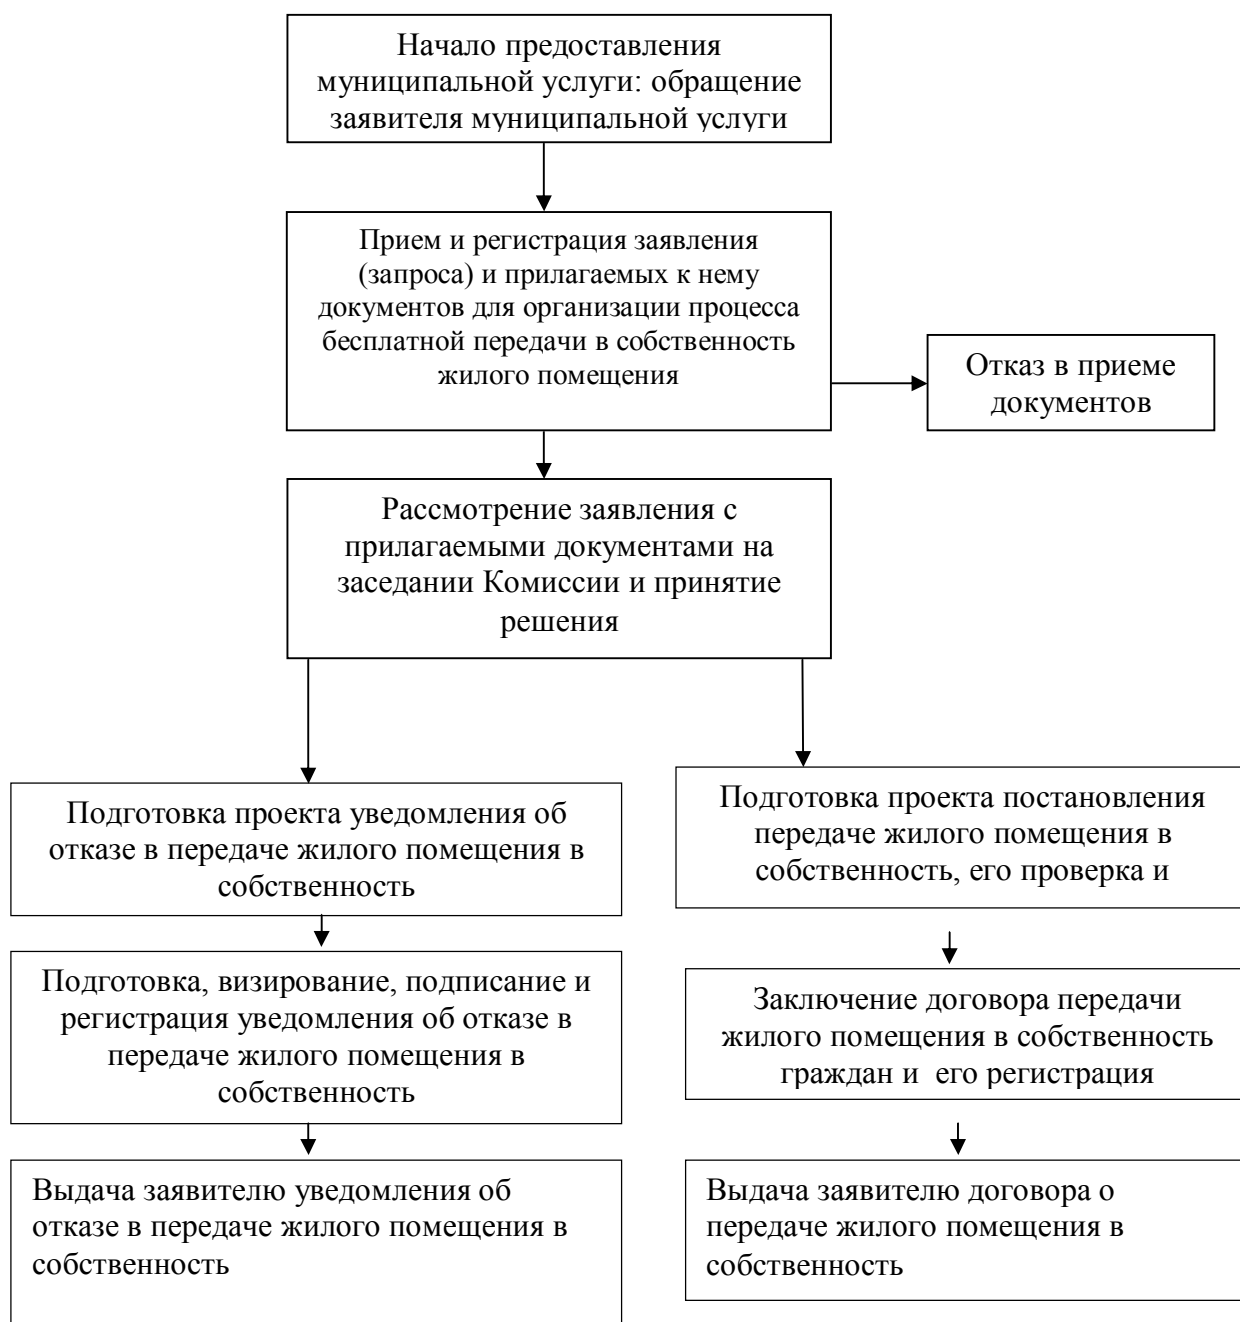 Начало предоставления
муниципальной услуги: обращение
заявителя муниципальной услуги
Прием и регистрация заявления
(запроса) и прилагаемых к нему
документов для организации процесса
бесплатной передачи в собственность
жилого помещения
Отказ в приеме
документов
Рассмотрение заявления с
прилагаемыми документами на
заседании Комиссии и принятие
решения
Подготовка проекта уведомления об
отказе в передаче жилого помещения в
собственность
Подготовка, визирование, подписание и
регистрация уведомления об отказе в
передаче жилого помещения в
собственность
Выдача заявителю уведомления об
отказе в передаче жилого помещения в
собственность
Подготовка проекта постановления
передаче жилого помещения в
собственность, его проверка и
Заключение договора передачи
жилого помещения в собственность
граждан и  его регистрация
Выдача заявителю договора о
передаче жилого помещения в
собственность